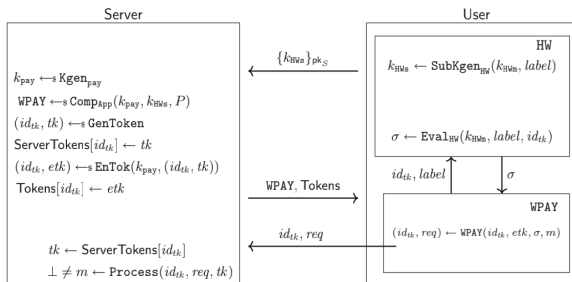 Server
User
HW
{k_HWs}_pk_S
k_HWs ← SubKgen_HW(k_HWm, label)
k_pay ←$ Kgen_pay
WPAY ←$ Comp_App(k_pay, k_HWs, P)
(id_tk, tk) ←$ GenToken
σ ← Eval_HW(k_HWm, label, id_tk)
ServerTokens[id_tk] ← tk
(id_tk, etk) ←$ EnTok(k_pay, (id_tk, tk))
id_tk, label
σ
Tokens[id_tk] ← etk
WPAY, Tokens
WPAY
id_tk, req
(id_tk, req) ← WPAY(id_tk, etk, σ, m)
tk ← ServerTokens[id_tk]
⊥ ≠ m ← Process(id_tk, req, tk)